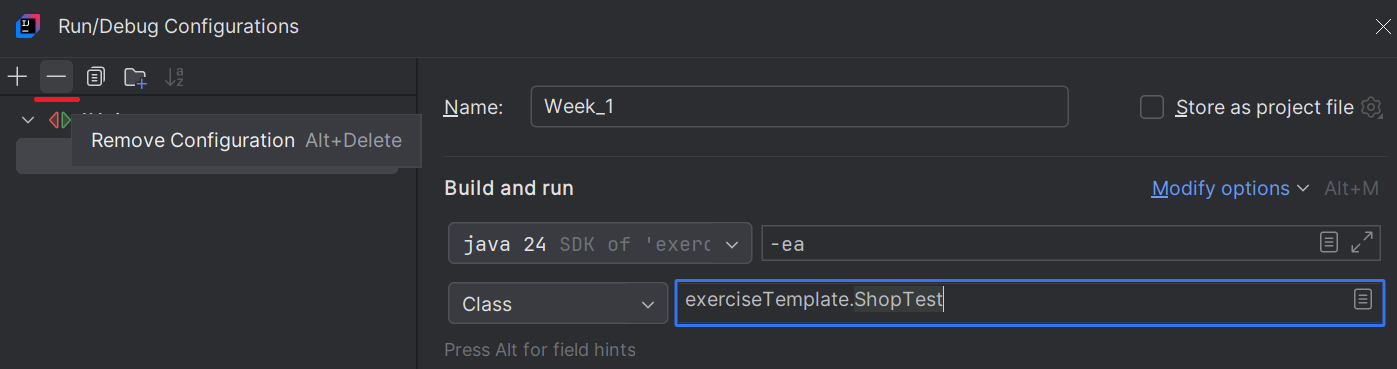 Run/Debug Configurations
Name: Week_1 Store as project file
Remove Configuration Alt+Delete
Build and run Modify options Alt+M
java 24 SDK of 'exerc -ea
Class exerciseTemplate.ShopTest
Press Alt for field hints